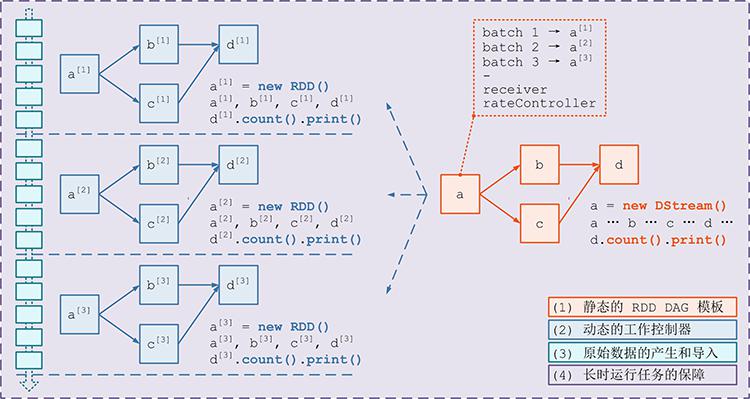 a[1]
b[1]
c[1]
d[1]
a[1] = new RDD()
a[1], b[1], c[1], d[1]
d[1].count().print()
a[2]
b[2]
c[2]
d[2]
a[2] = new RDD()
a[2], b[2], c[2], d[2]
d[2].count().print()
a[3]
b[3]
c[3]
d[3]
a[3] = new RDD()
a[3], b[3], c[3], d[3]
d[3].count().print()
batch 1 → a[1]
batch 2 → a[2]
batch 3 → a[3]
-
receiver
rateController
a
b
c
d
a = new DStream()
a … b … c … d …
d.count().print()
(1) 静态的 RDD DAG 模板
(2) 动态的工作控制器
(3) 原始数据的产生和导入
(4) 长时运行任务的保障